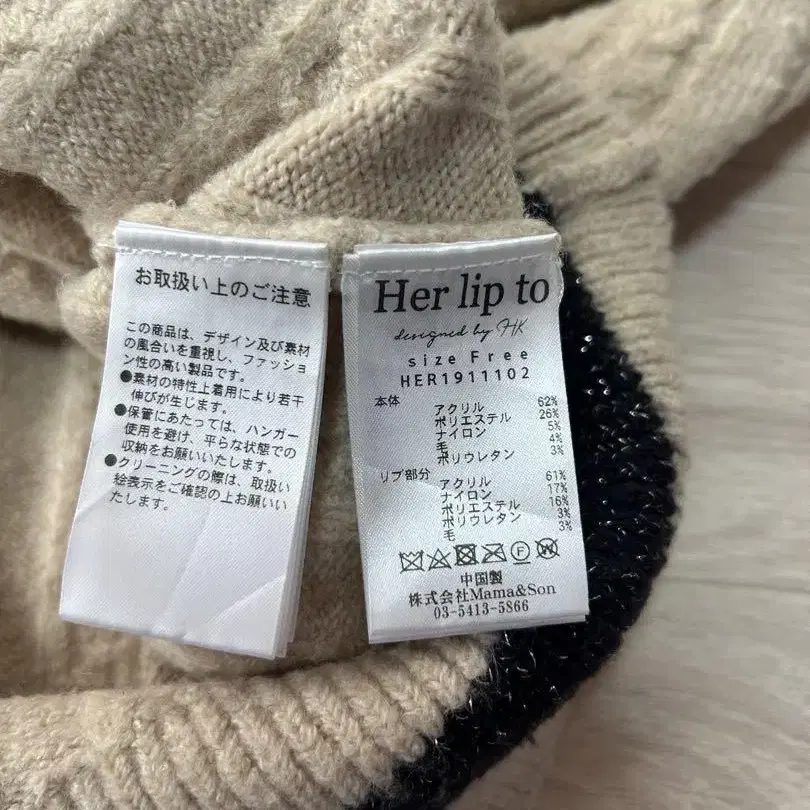 お取扱い上のご注意
この商品は、デザイン及び素材
の風合いを重視し、ファッショ
ン性の高い製品です。
●素材の特性上着用により若干
伸びが生じます。
●保管にあたっては、ハンガー
使用を避け、平らな状態での
収納をお願いいたします。
●クリーニングの際は、取扱い
絵表示をご確認の上お願いい
たします。
Her lip to
designed by HK
size Free
HER1911102
本体
アクリル 62%
ポリエステル 26%
ナイロン 5%
毛 4%
ポリウレタン 3%
リブ部分
アクリル 61%
ナイロン 17%
ポリエステル 16%
ポリウレタン 3%
毛 3%
中国製
株式会社Mama&Son
03-5413-5866